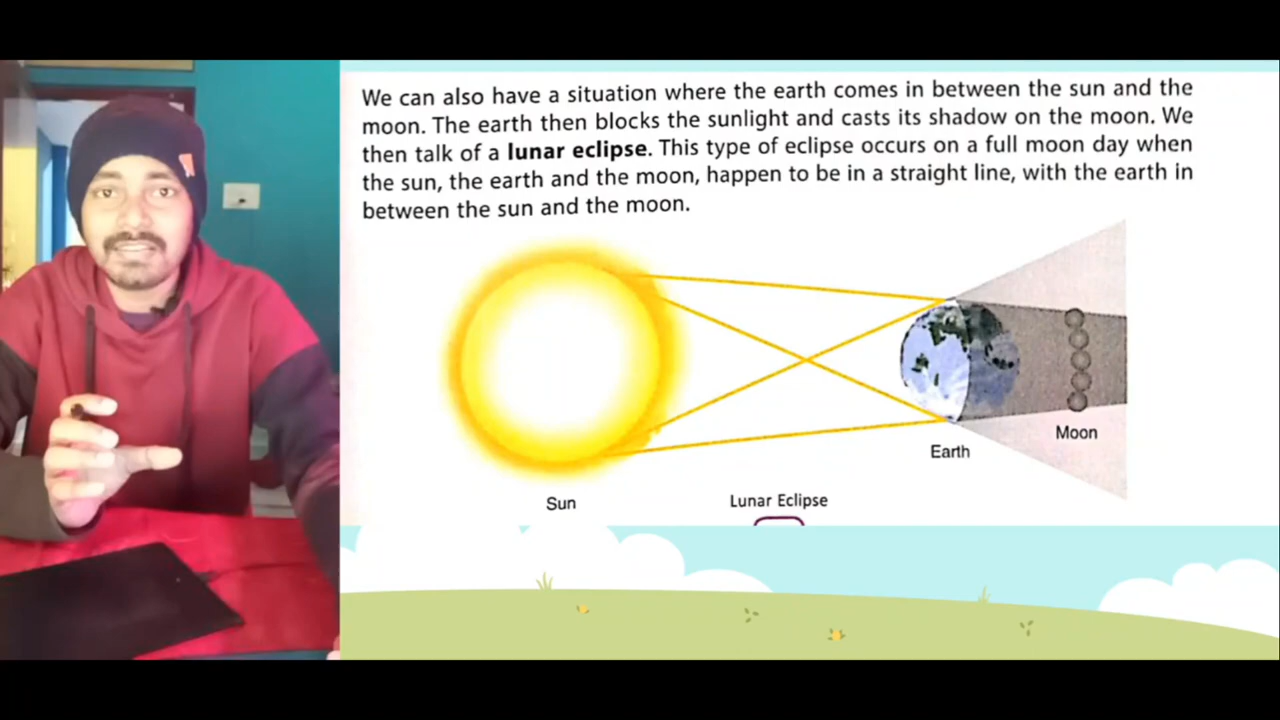 We can also have a situation where the earth comes in between the sun and the
moon. The earth then blocks the sunlight and casts its shadow on the moon. We
then talk of a lunar eclipse. This type of eclipse occurs on a full moon day when
the sun, the earth and the moon, happen to be in a straight line, with the earth in
between the sun and the moon.
Moon
Earth
Sun
Lunar Eclipse